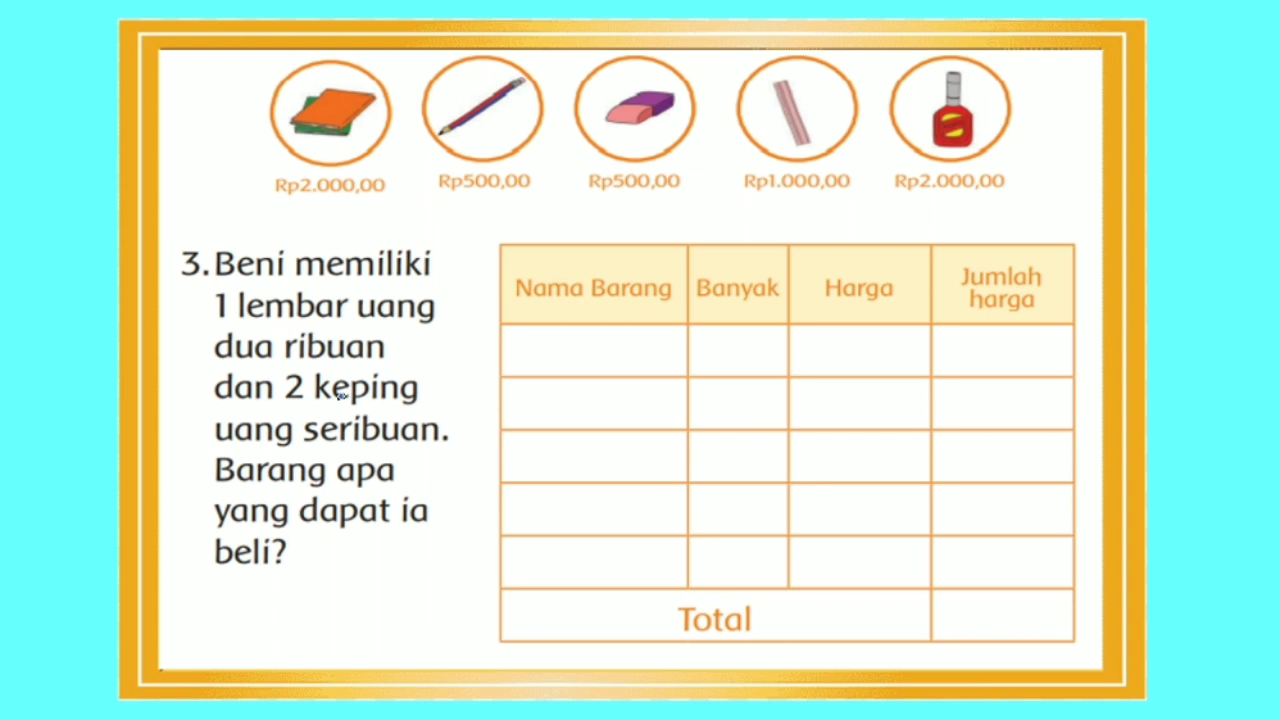 Rp2.000,00 Rp500,00 Rp500,00 Rp1.000,00 Rp2.000,00
3. Beni memiliki
1 lembar uang
dua ribuan
dan 2 keping
uang seribuan.
Barang apa
yang dapat ia
beli?
Nama Barang Banyak Harga Jumlah harga
Total